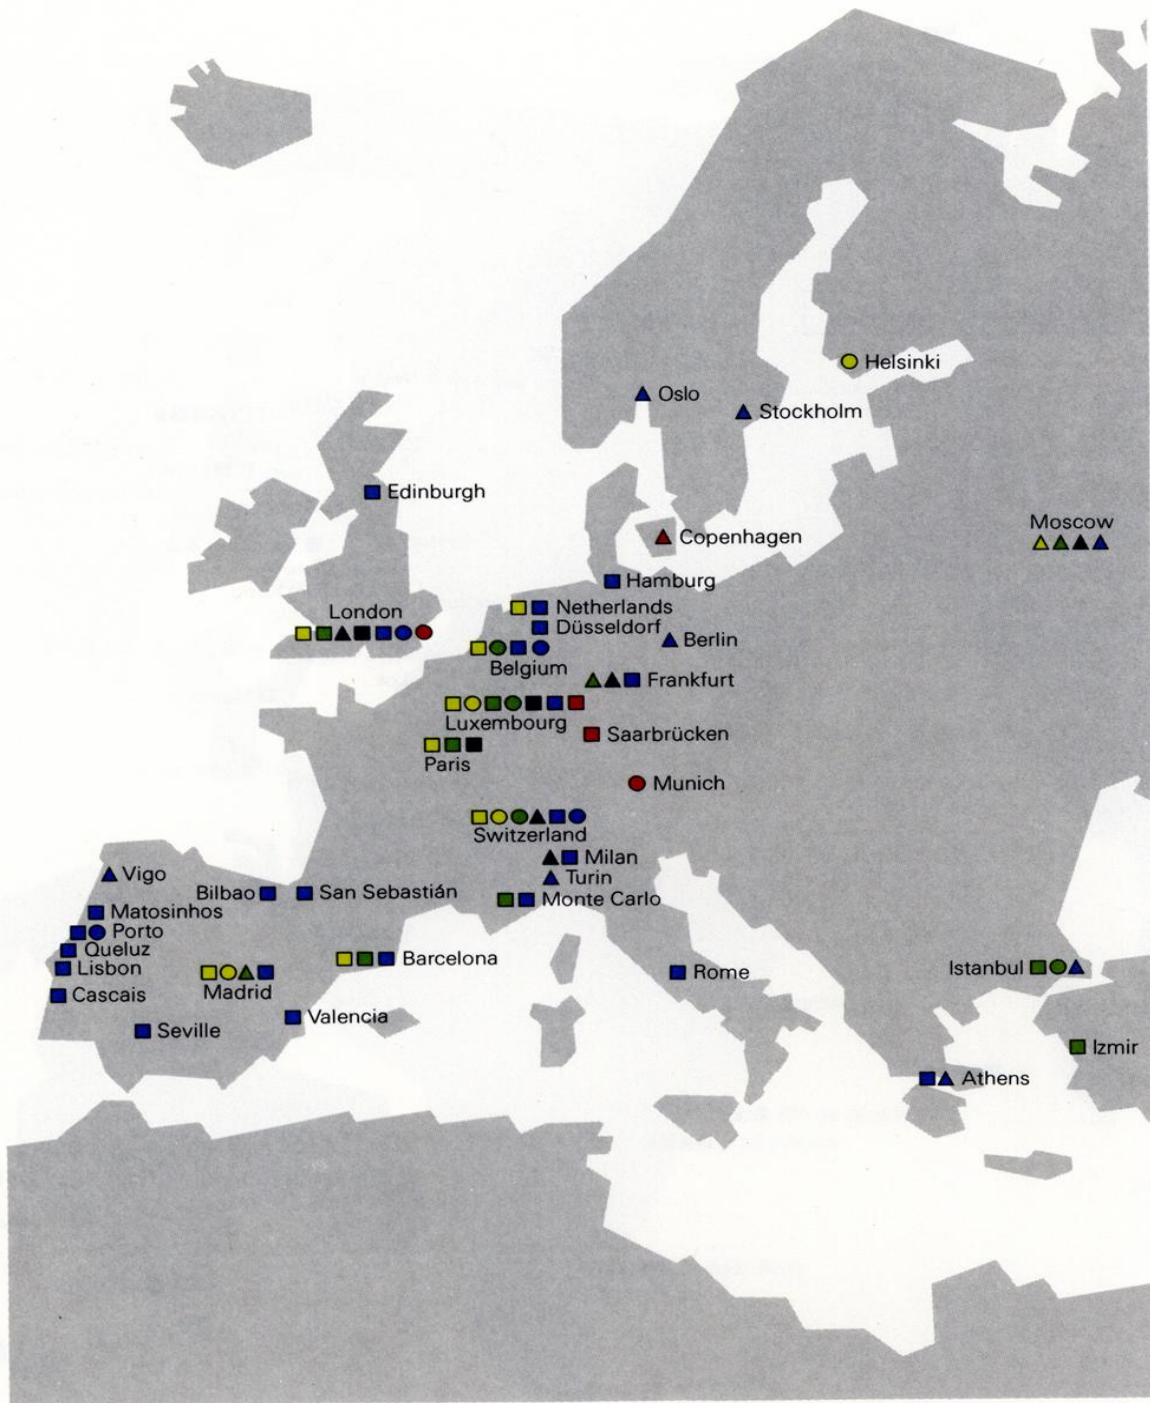 Helsinki
Oslo
Stockholm
Edinburgh
Moscow
Copenhagen
Hamburg
Netherlands
London
Düsseldorf
Berlin
Belgium
Frankfurt
Luxembourg
Saarbrücken
Paris
Munich
Switzerland
Milan
Vigo
Turin
Bilbao
San Sebastián
Monte Carlo
Matosinhos
Porto
Queluz
Barcelona
Lisbon
Istanbul
Rome
Madrid
Cascais
Valencia
Seville
Izmir
Athens